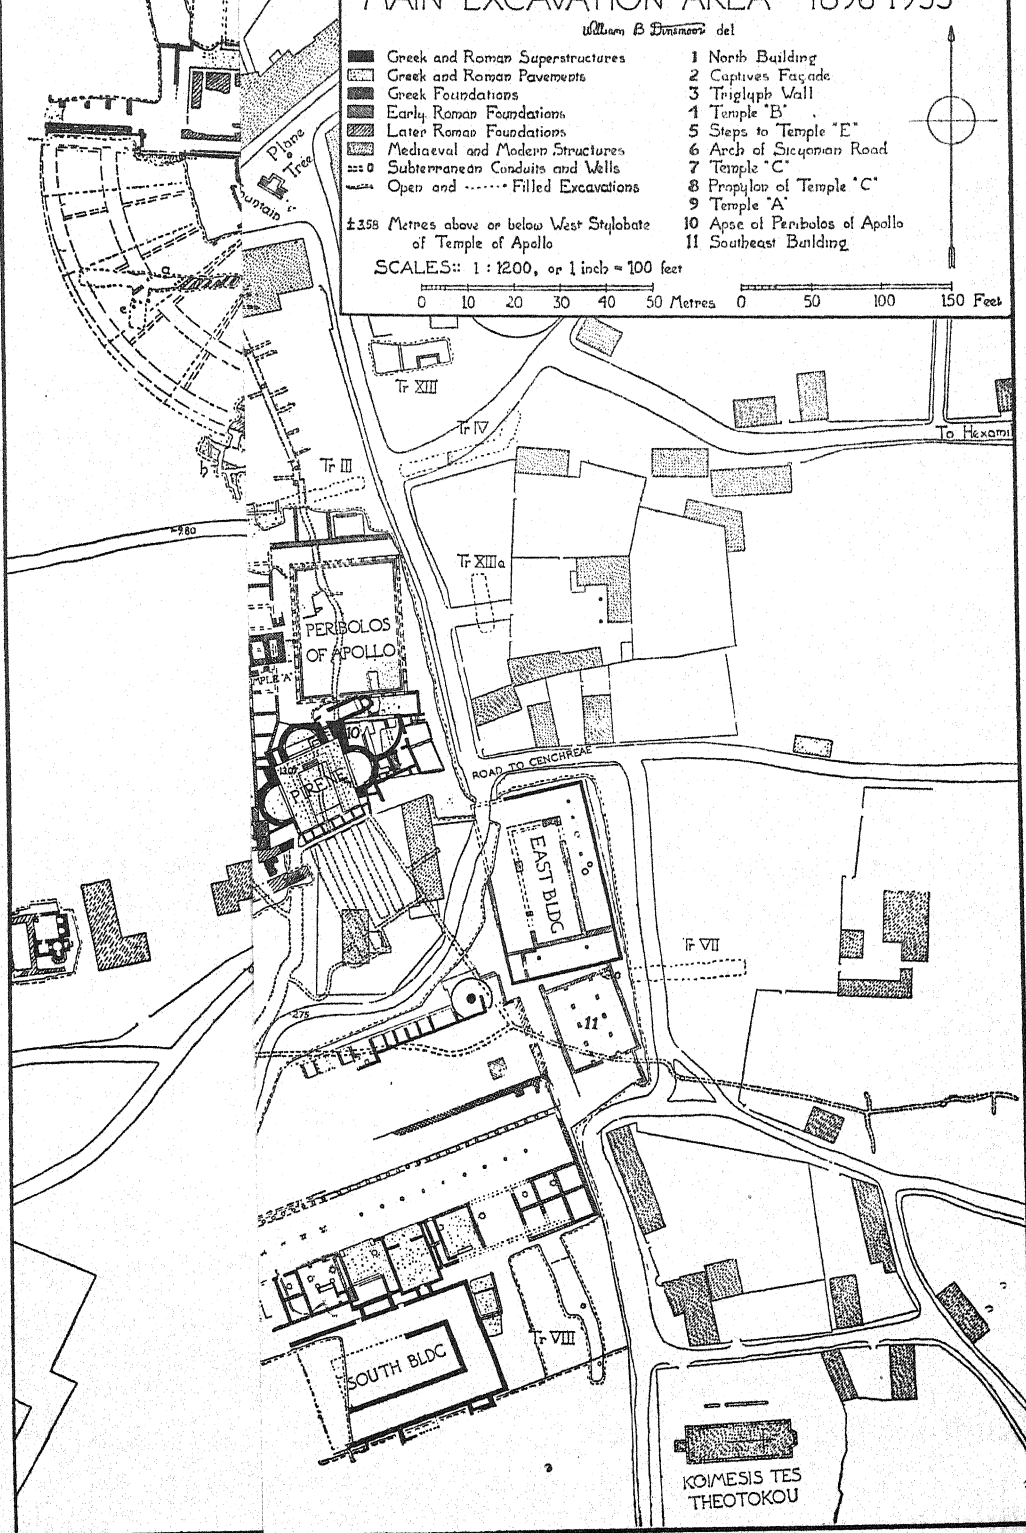 MAIN EXCAVATION AREA 1896-1933
William B Dinsmoor del
Greek and Roman Superstructures
Greek and Roman Pavements
Greek Foundations
Early Roman Foundations
Later Roman Foundations
Mediaeval and Modern Structures
Subterranean Conduits and Wells
Open and ------- Filled Excavations
±3.58 Metres above or below West Stylobate
of Temple of Apollo
1 North Building
2 Captives Façade
3 Triglyph Wall
4 Temple "B"
5 Steps to Temple "E"
6 Arch of Sicyonian Road
7 Temple "C"
8 Propylon of Temple "C"
9 Temple "A"
10 Apse of Peribolos of Apollo
11 Southeast Building
SCALES:: 1 : 1200, or 1 inch = 100 feet
0 10 20 30 40 50 Metres
0 50 100 150 Feet
Plane
Tree
ountain
a
e
b
Tr XIII
Tr IV
To Hexami
Tr III
-9.80
Tr XIIIa
PERIBOLOS
OF APOLLO
MPLE "A"
10
PIRENE
ROAD TO CENCHREAE
EAST BLDG
Tr VII
11
275
Tr VIII
SOUTH BLDG
KOIMESIS TES
THEOTOKOU